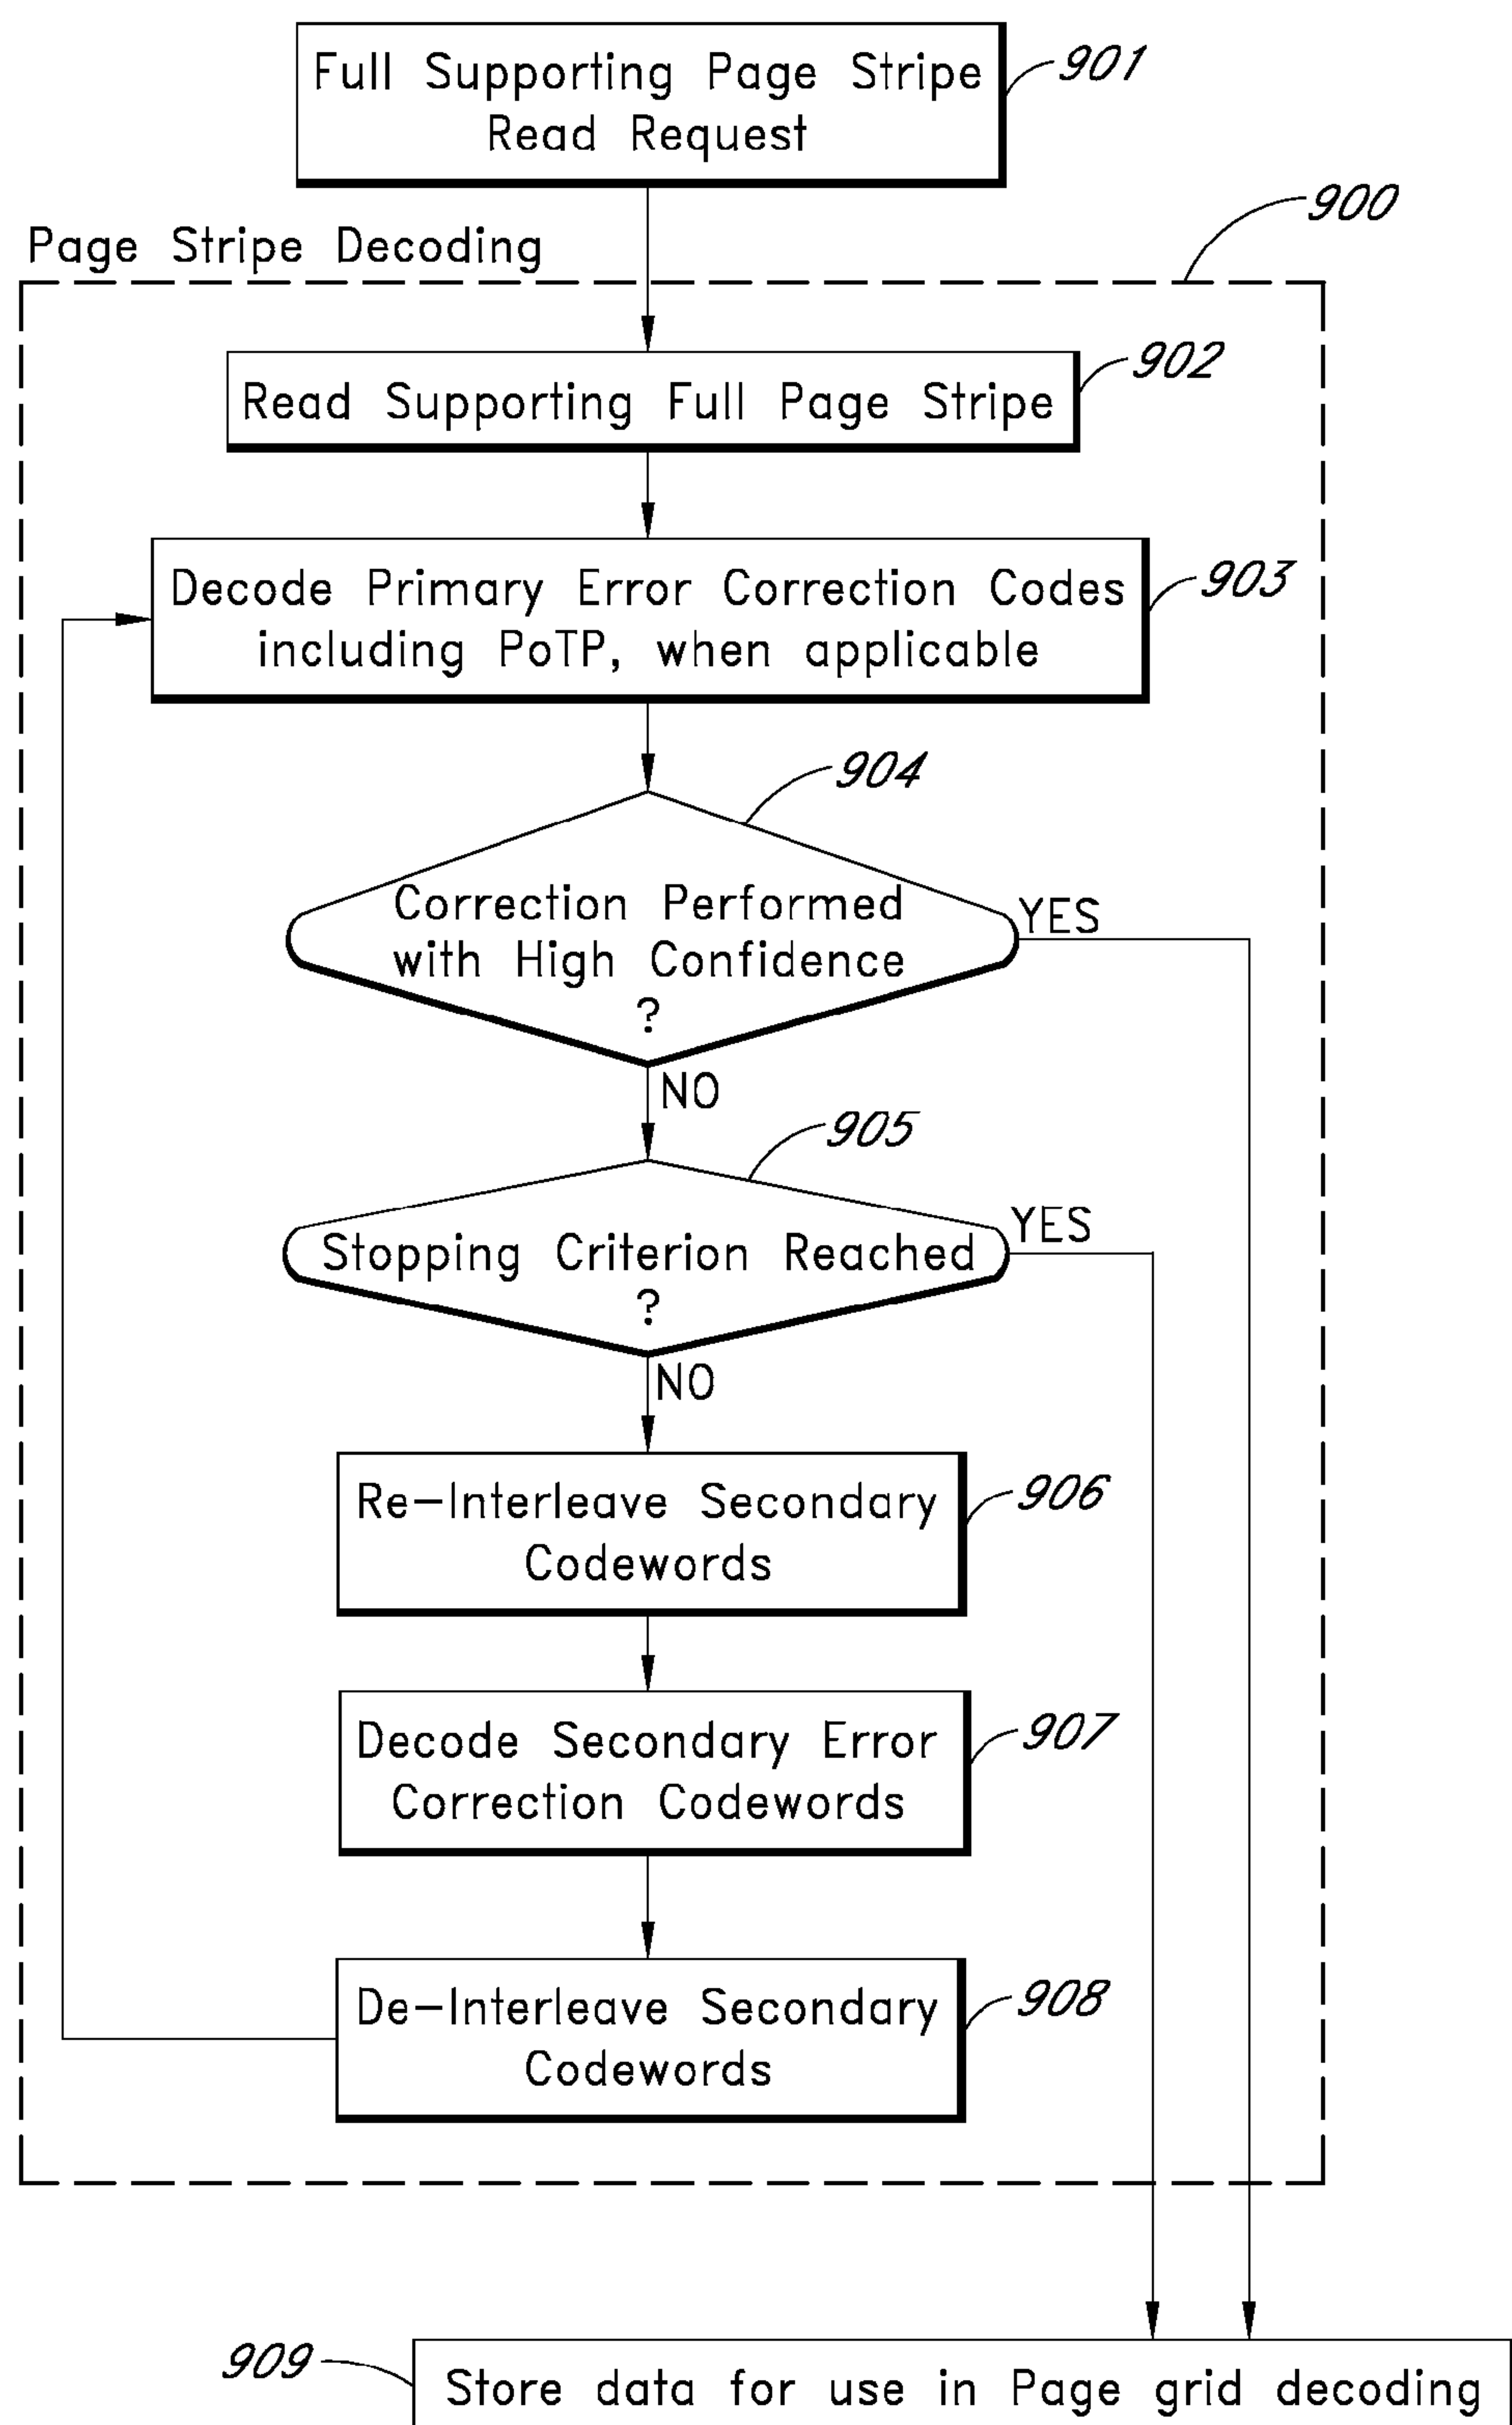 Full Supporting Page Stripe
Read Request
901
900
Page Stripe Decoding
Read Supporting Full Page Stripe
902
Decode Primary Error Correction Codes
including PoTP, when applicable
903
904
Correction Performed
with High Confidence
?
YES
NO
905
Stopping Criterion Reached
?
YES
NO
Re-Interleave Secondary
Codewords
906
Decode Secondary Error
Correction Codewords
907
De-Interleave Secondary
Codewords
908
909
Store data for use in Page grid decoding